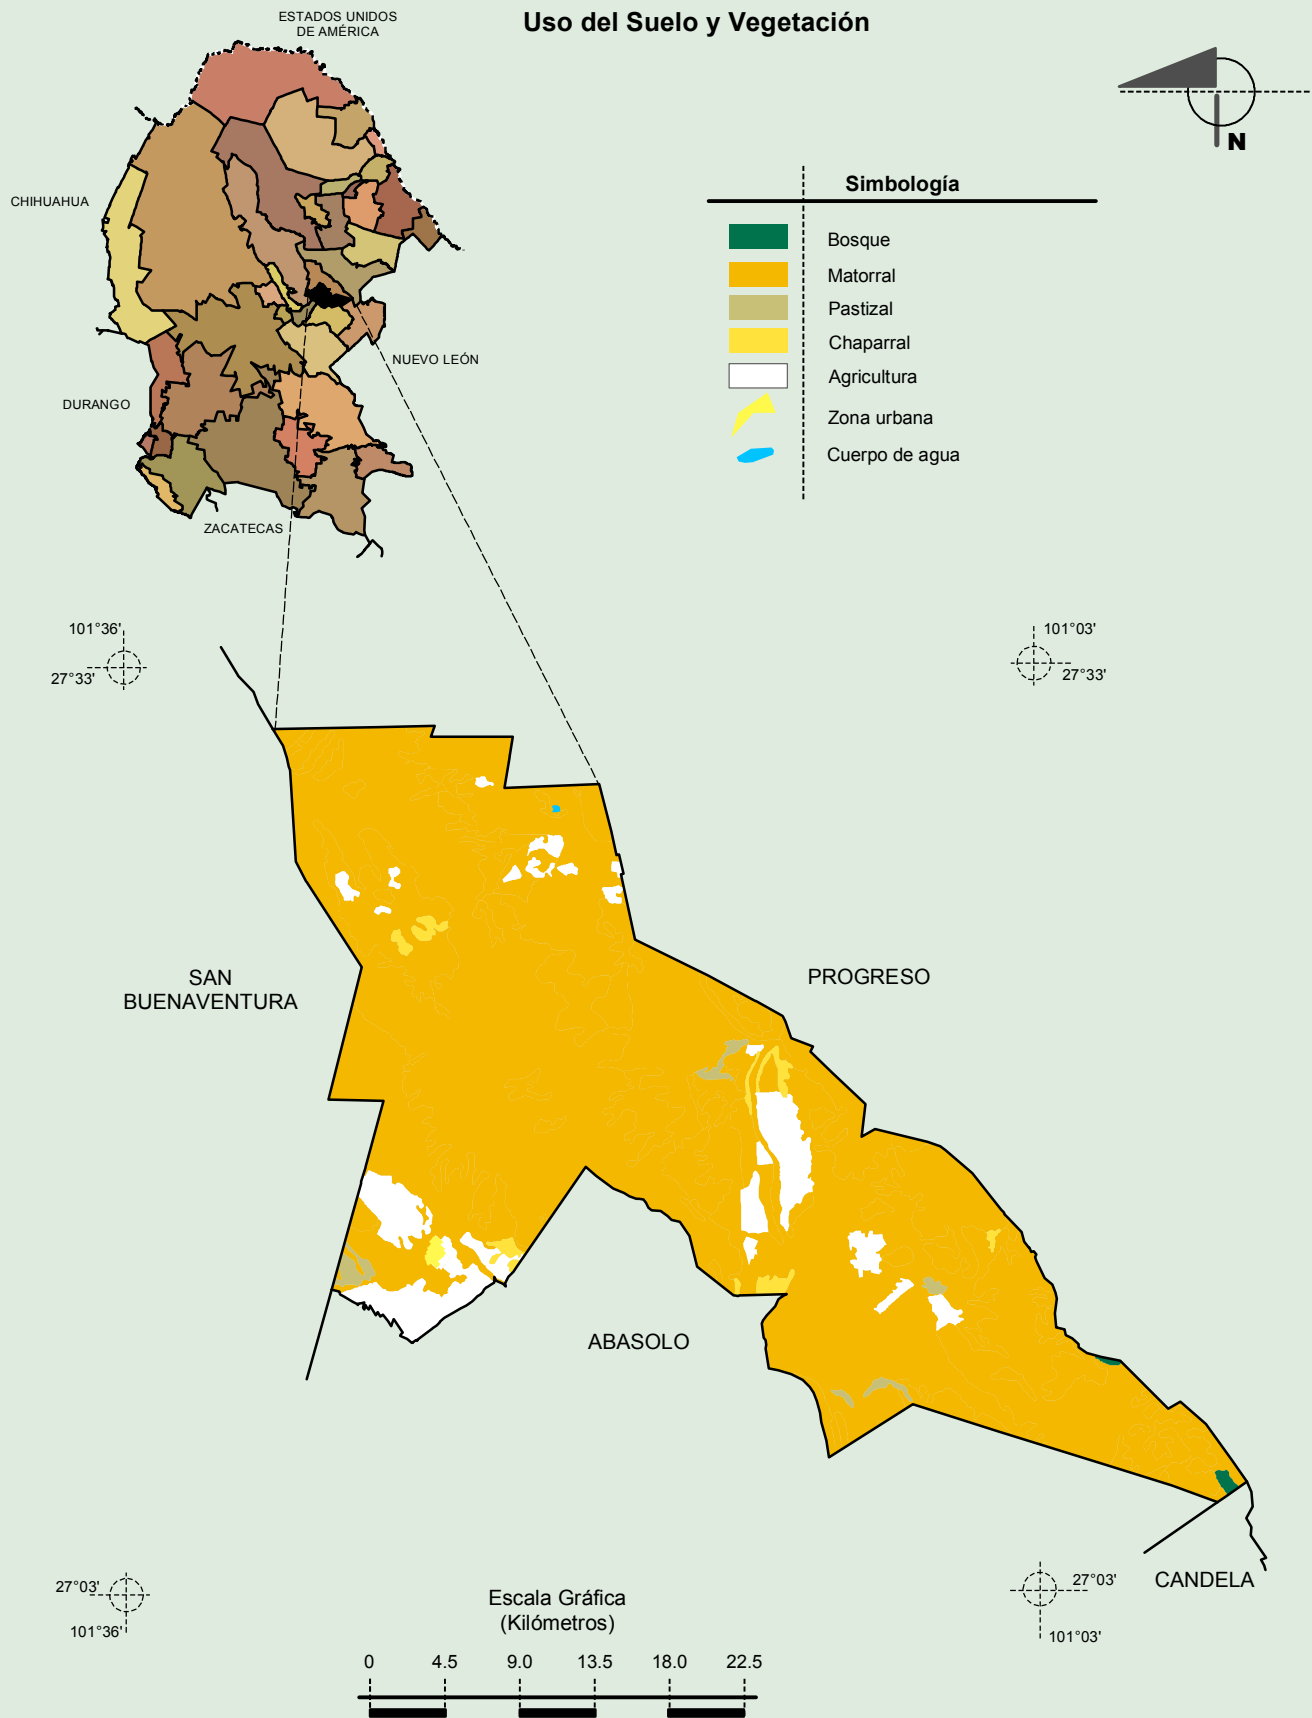 Uso del Suelo y Vegetación
ESTADOS UNIDOS
DE AMÉRICA
N
CHIHUAHUA
NUEVO LEÓN
DURANGO
ZACATECAS
Simbología
Bosque
Matorral
Pastizal
Chaparral
Agricultura
Zona urbana
Cuerpo de agua
101°36'
27°33'
101°03'
27°33'
SAN
BUENAVENTURA
PROGRESO
ABASOLO
CANDELA
27°03'
101°36'
27°03'
101°03'
Escala Gráfica
(Kilómetros)
0 4.5 9.0 13.5 18.0 22.5